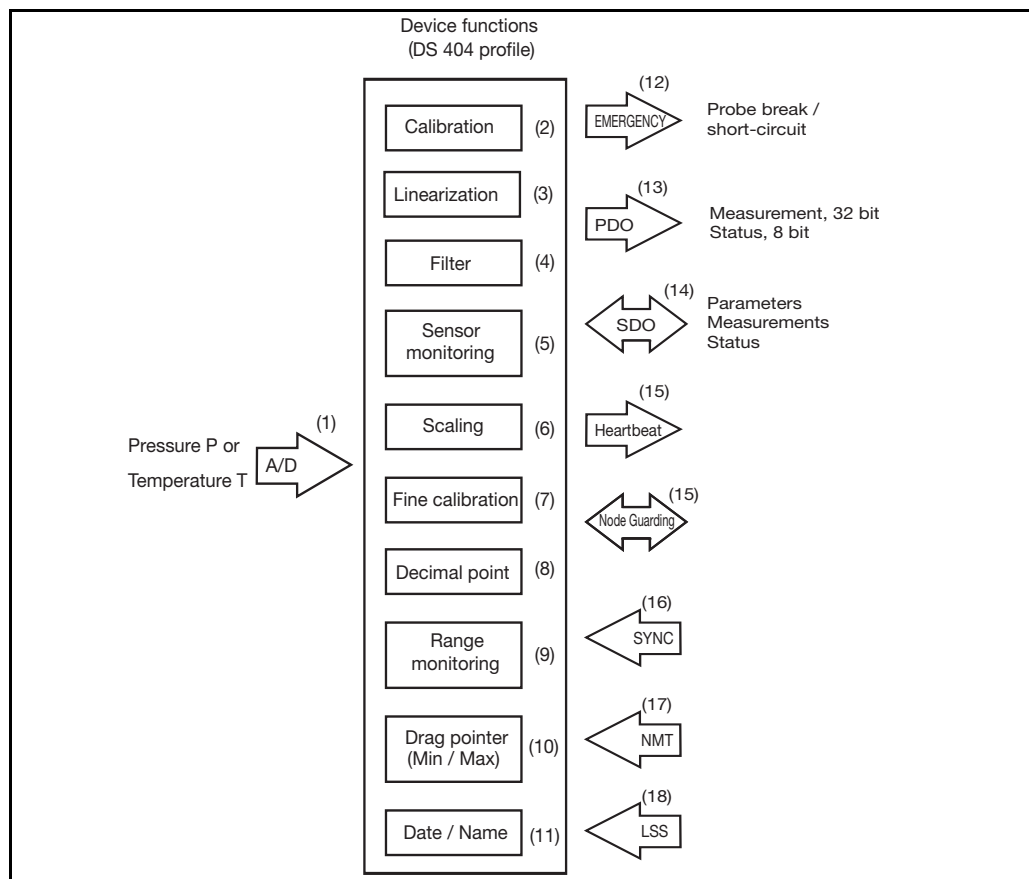 Device functions
(DS 404 profile)
Calibration (2)
Linearization (3)
Filter (4)
Sensor
monitoring (5)
Scaling (6)
Fine calibration (7)
Decimal point (8)
Range
monitoring (9)
Drag pointer
(Min / Max) (10)
Date / Name (11)
(1)
Pressure P or
Temperature T
A/D
(12)
EMERGENCY
Probe break /
short-circuit
(13)
PDO
Measurement, 32 bit
Status, 8 bit
(14)
SDO
Parameters
Measurements
Status
(15)
Heartbeat
(15)
Node Guarding
(16)
SYNC
(17)
NMT
(18)
LSS